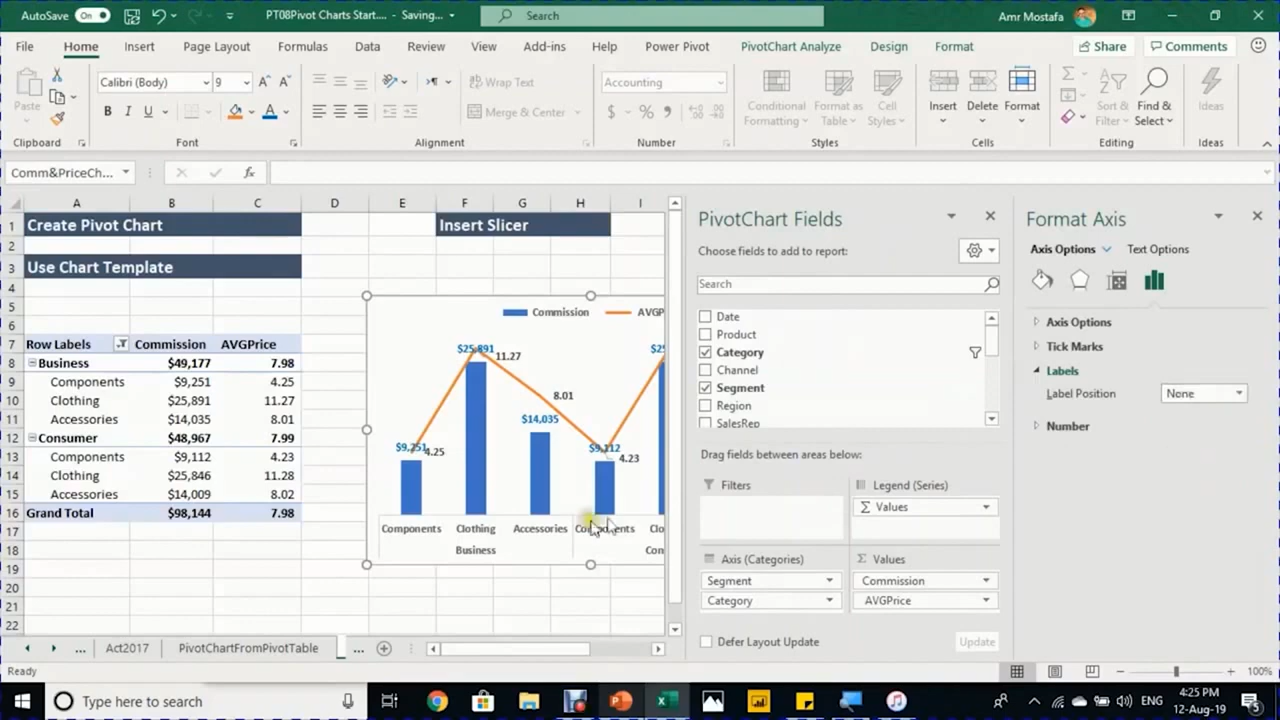 AutoSave On PT08Pivot Charts Start.... - Saving... Search Amr Mostafa
File Home Insert Page Layout Formulas Data Review View Add-ins Help Power Pivot PivotChart Analyze Design Format Share Comments
Paste Calibri (Body) 9 Wrap Text Accounting Conditional Formatting Format as Table Cell Styles Insert Delete Format Sort & Filter Find & Select Ideas
B I U Merge & Center $ %
Clipboard Font Alignment Number Styles Cells Editing Ideas
Comm&PriceCh... fx
A B C D E F G H I
1 Create Pivot Chart Insert Slicer
2
3 Use Chart Template
4
5
6
7 Row Labels Commission AVGPrice
8 Business $49,177 7.98
9 Components $9,251 4.25
10 Clothing $25,891 11.27
11 Accessories $14,035 8.01
12 Consumer $48,967 7.99
13 Components $9,112 4.23
14 Clothing $25,846 11.28
15 Accessories $14,009 8.02
16 Grand Total $98,144 7.98
17
18
19
20
21
22
Commission AVGP
$25,891 11.27 $25
8.01
$14,035
$9,251 4.25 $9,112 4.23
Components Clothing Accessories Components Clo
Business Con
PivotChart Fields
Choose fields to add to report:
Search
Date
Product
Category
Channel
Segment
Region
SalesRep
Drag fields between areas below:
Filters Legend (Series)
Values
Axis (Categories) Values
Segment Commission
Category AVGPrice
Defer Layout Update Update
Format Axis
Axis Options Text Options
Axis Options
Tick Marks
Labels
Label Position None
Number
... Act2017 PivotChartFromPivotTable ...
Ready 100%
Type here to search ENG 4:25 PM 12-Aug-19 5